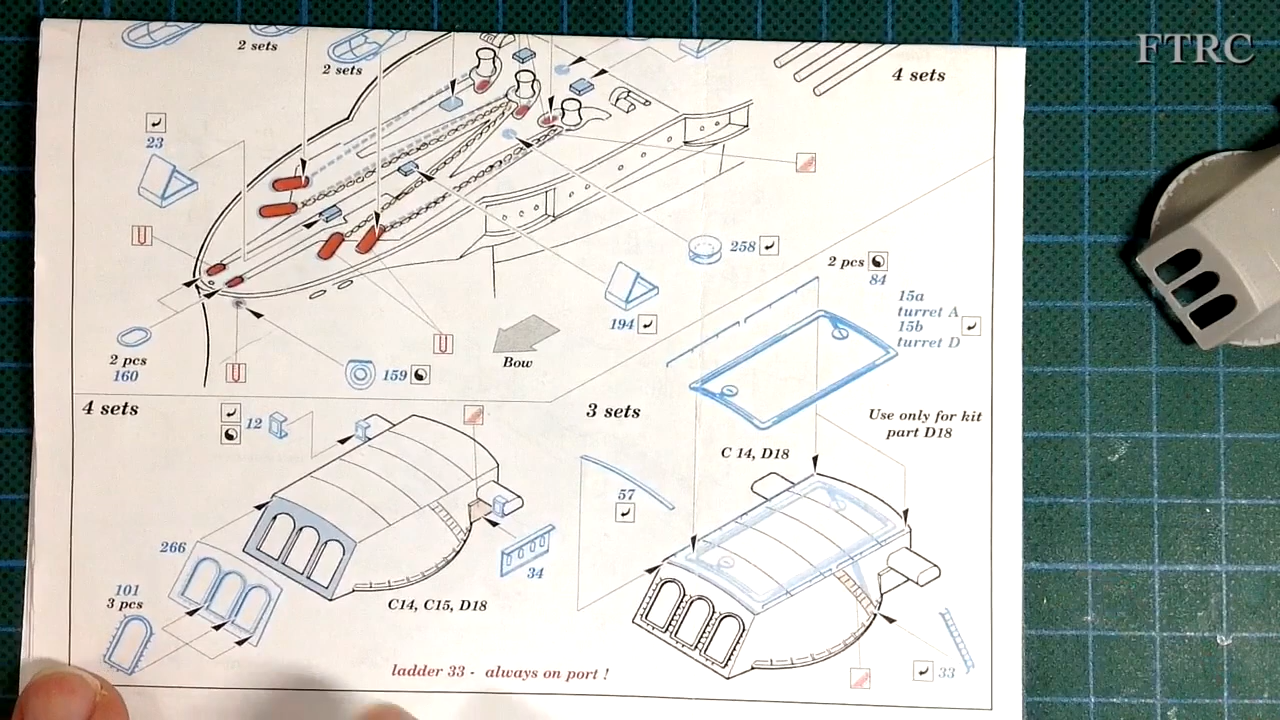 FTRC
2 sets
2 sets
4 sets
23
258
2 pcs
84
15a
turret A
15b
turret D
194
Bow
2 pcs
160
159
4 sets
12
3 sets
Use only for kit
part D18
C 14, D18
57
266
101
3 pcs
34
C14, C15, D18
33
ladder 33 - always on port !